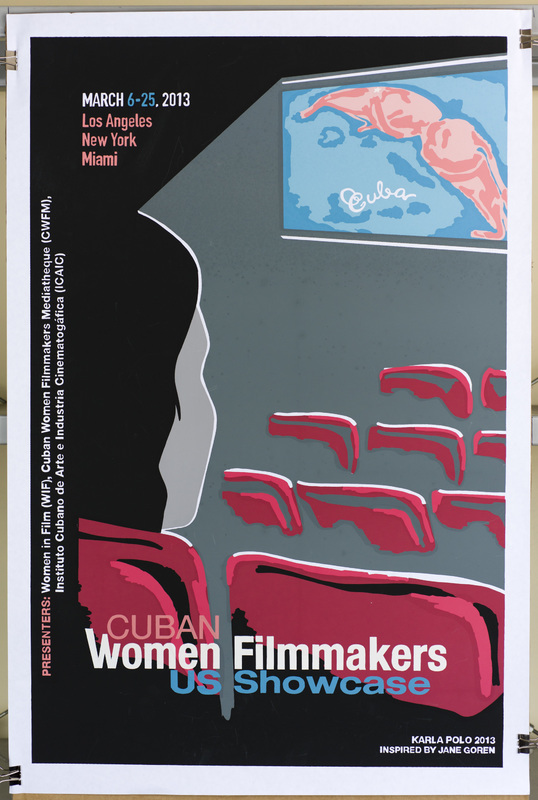 MARCH 6-25, 2013
Los Angeles
New York
Miami
Cuba
PRESENTERS: Women in Film (WIF), Cuban Women Filmmakers Mediatheque (CWFM),
Instituto Cubano de Arte e Industria Cinematogáfica (ICAIC)
CUBAN
Women Filmmakers
US Showcase
KARLA POLO 2013
INSPIRED BY JANE GOREN